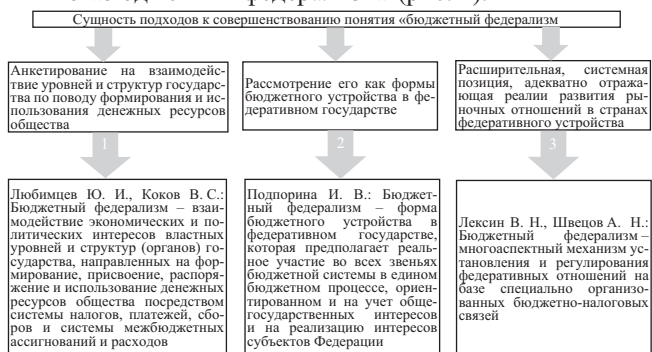 Сущность подходов к совершенствованию понятия «бюджетный федерализм
Анкетирование на взаимодей-
ствие уровней и структур государс-
тва по поводу формирования и ис-
пользования денежных ресурсов
общества
Рассмотрение его как формы
бюджетного устройства в фе-
деративном государстве
Расширительная, системная
позиция, адекватно отража-
ющая реалии развития ры-
ночных отношений в странах
федеративного устройства
1
2
3
Любимцев Ю. И., Коков В. С.:
Бюджетный федерализм – взаи-
модействие экономических и по-
литических интересов властных
уровней и структур (органов) го-
сударства, направленных на фор-
мирование, присвоение, распоря-
жение и использование денежных
ресурсов общества посредством
системы налогов, платежей, сбо-
ров и системы межбюджетных
ассигнований и расходов
Подпорина И. В.: Бюджет-
ный федерализм – форма
бюджетного устройства в
федеративном государстве,
которая предполагает реаль-
ное участие во всех звеньях
бюджетной системы в едином
бюджетном процессе, ориен-
тированном и на учет обще-
государственных интересов
и на реализацию интересов
субъектов Федерации
Лексин В. Н., Швецов А. Н.:
Бюджетный федерализм –
многоаспектный механизм ус-
тановления и регулирования
федеративных отношений на
базе специально организо-
ванных бюджетно-налоговых
связей